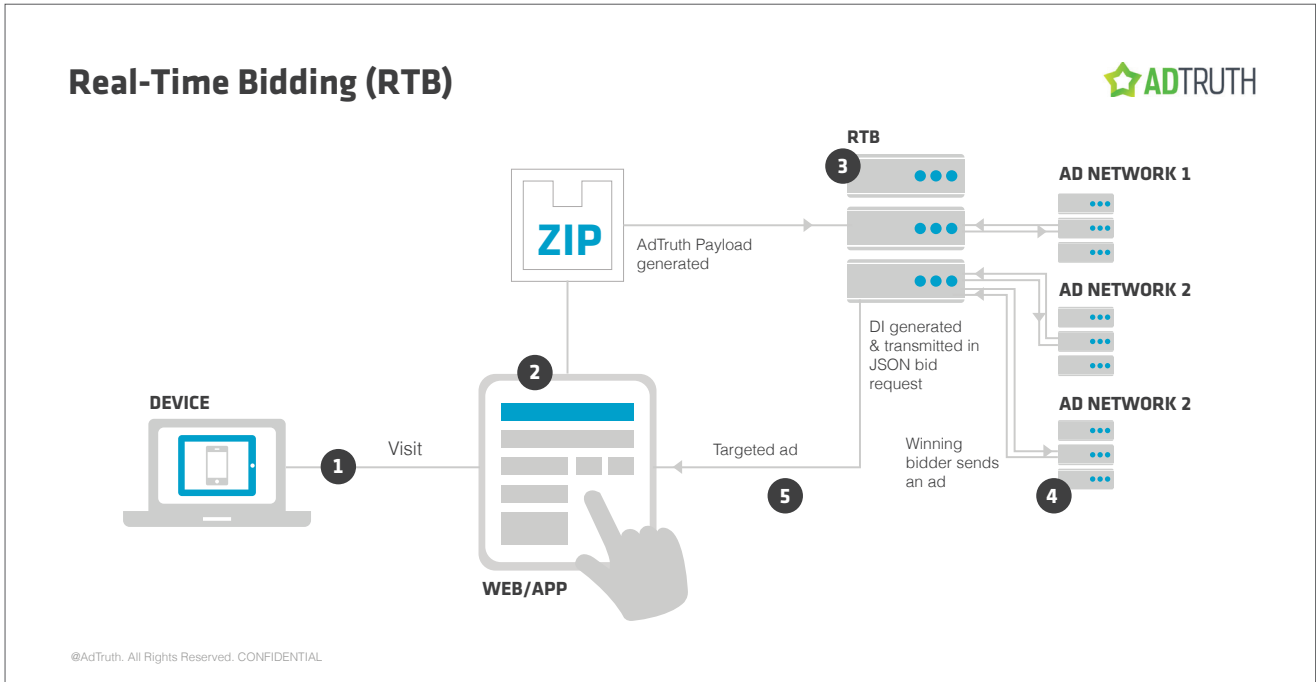 Real-Time Bidding (RTB)
ADTRUTH
RTB
3
AD NETWORK 1
ZIP
AdTruth Payload
generated
AD NETWORK 2
DI generated
& transmitted in
JSON bid
request
2
DEVICE
AD NETWORK 2
1
Visit
Targeted ad
5
Winning
bidder sends
an ad
4
WEB/APP
@AdTruth. All Rights Reserved. CONFIDENTIAL